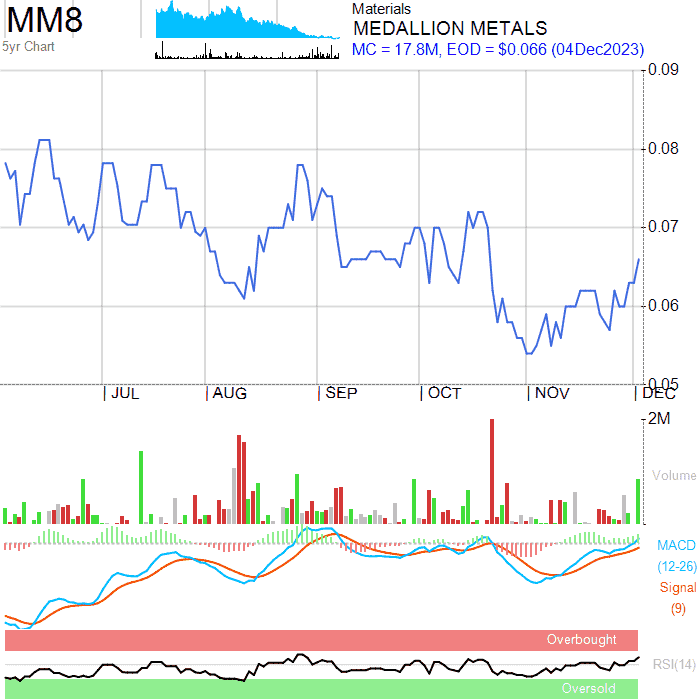 MM8
5yr Chart
Materials
MEDALLION METALS
MC = 17.8M, EOD = $0.066 (04Dec2023)
0.09
0.08
0.07
0.06
0.05
JUL AUG SEP OCT NOV DEC
2M
Volume
MACD
(12-26)
Signal
(9)
Overbought
RSI(14)
Oversold